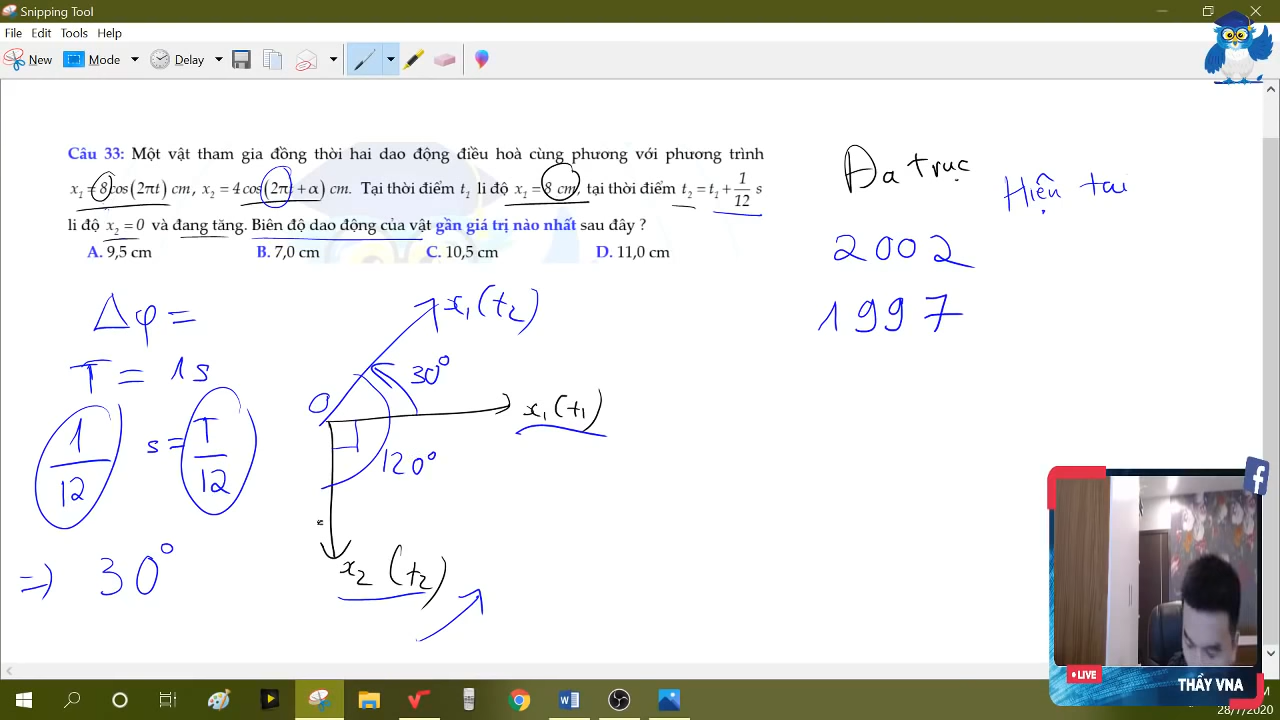 Snipping Tool
File Edit Tools Help
New Mode Delay
Câu 33: Một vật tham gia đồng thời hai dao động điều hoà cùng phương với phương trình
x₁ = 8cos(2πt) cm, x₂ = 4cos(2πt + α) cm. Tại thời điểm t₁ li độ x₁ = 8 cm, tại thời điểm t₂ = t₁ + 1/12 s
li độ x₂ = 0 và đang tăng. Biên độ dao động của vật gần giá trị nào nhất sau đây ?
A. 9,5 cm B. 7,0 cm C. 10,5 cm D. 11,0 cm
Đa trục
Hiện tai
2002
1997
Δφ =
T = 1s
1/12 s = T/12
=> 30°
x₁(t₂)
30°
O
x₁(t₁)
120°
x₂(t₂)
LIVE
THẦY VNA
28/7/2020